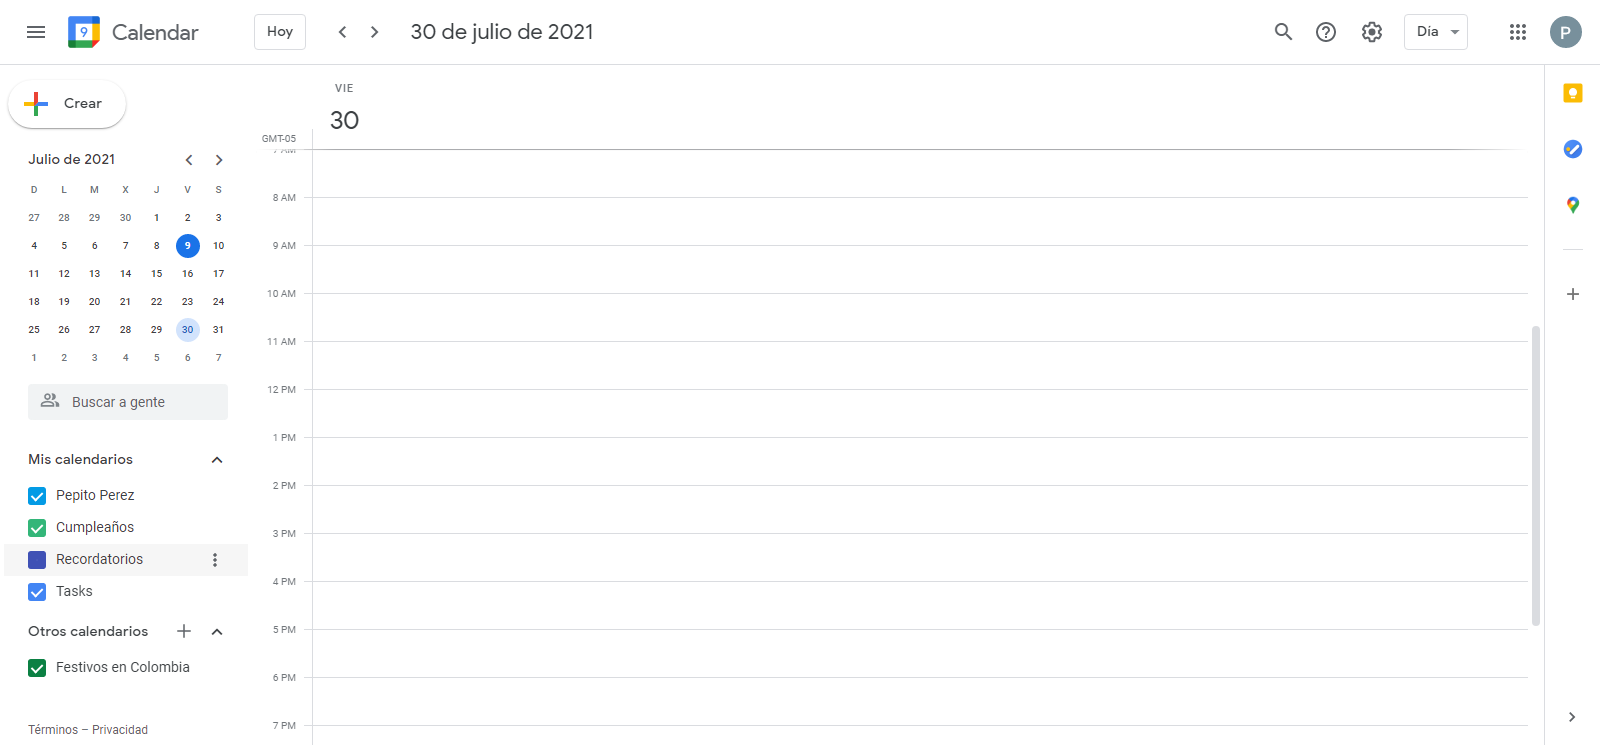 9 Calendar Hoy 30 de julio de 2021 Día P
Crear
VIE
30
GMT-05
Julio de 2021
D L M X J V S
27 28 29 30 1 2 3
4 5 6 7 8 9 10
11 12 13 14 15 16 17
18 19 20 21 22 23 24
25 26 27 28 29 30 31
1 2 3 4 5 6 7
Buscar a gente
Mis calendarios
Pepito Perez
Cumpleaños
Recordatorios
Tasks
Otros calendarios
Festivos en Colombia
Términos – Privacidad
7 AM
8 AM
9 AM
10 AM
11 AM
12 PM
1 PM
2 PM
3 PM
4 PM
5 PM
6 PM
7 PM